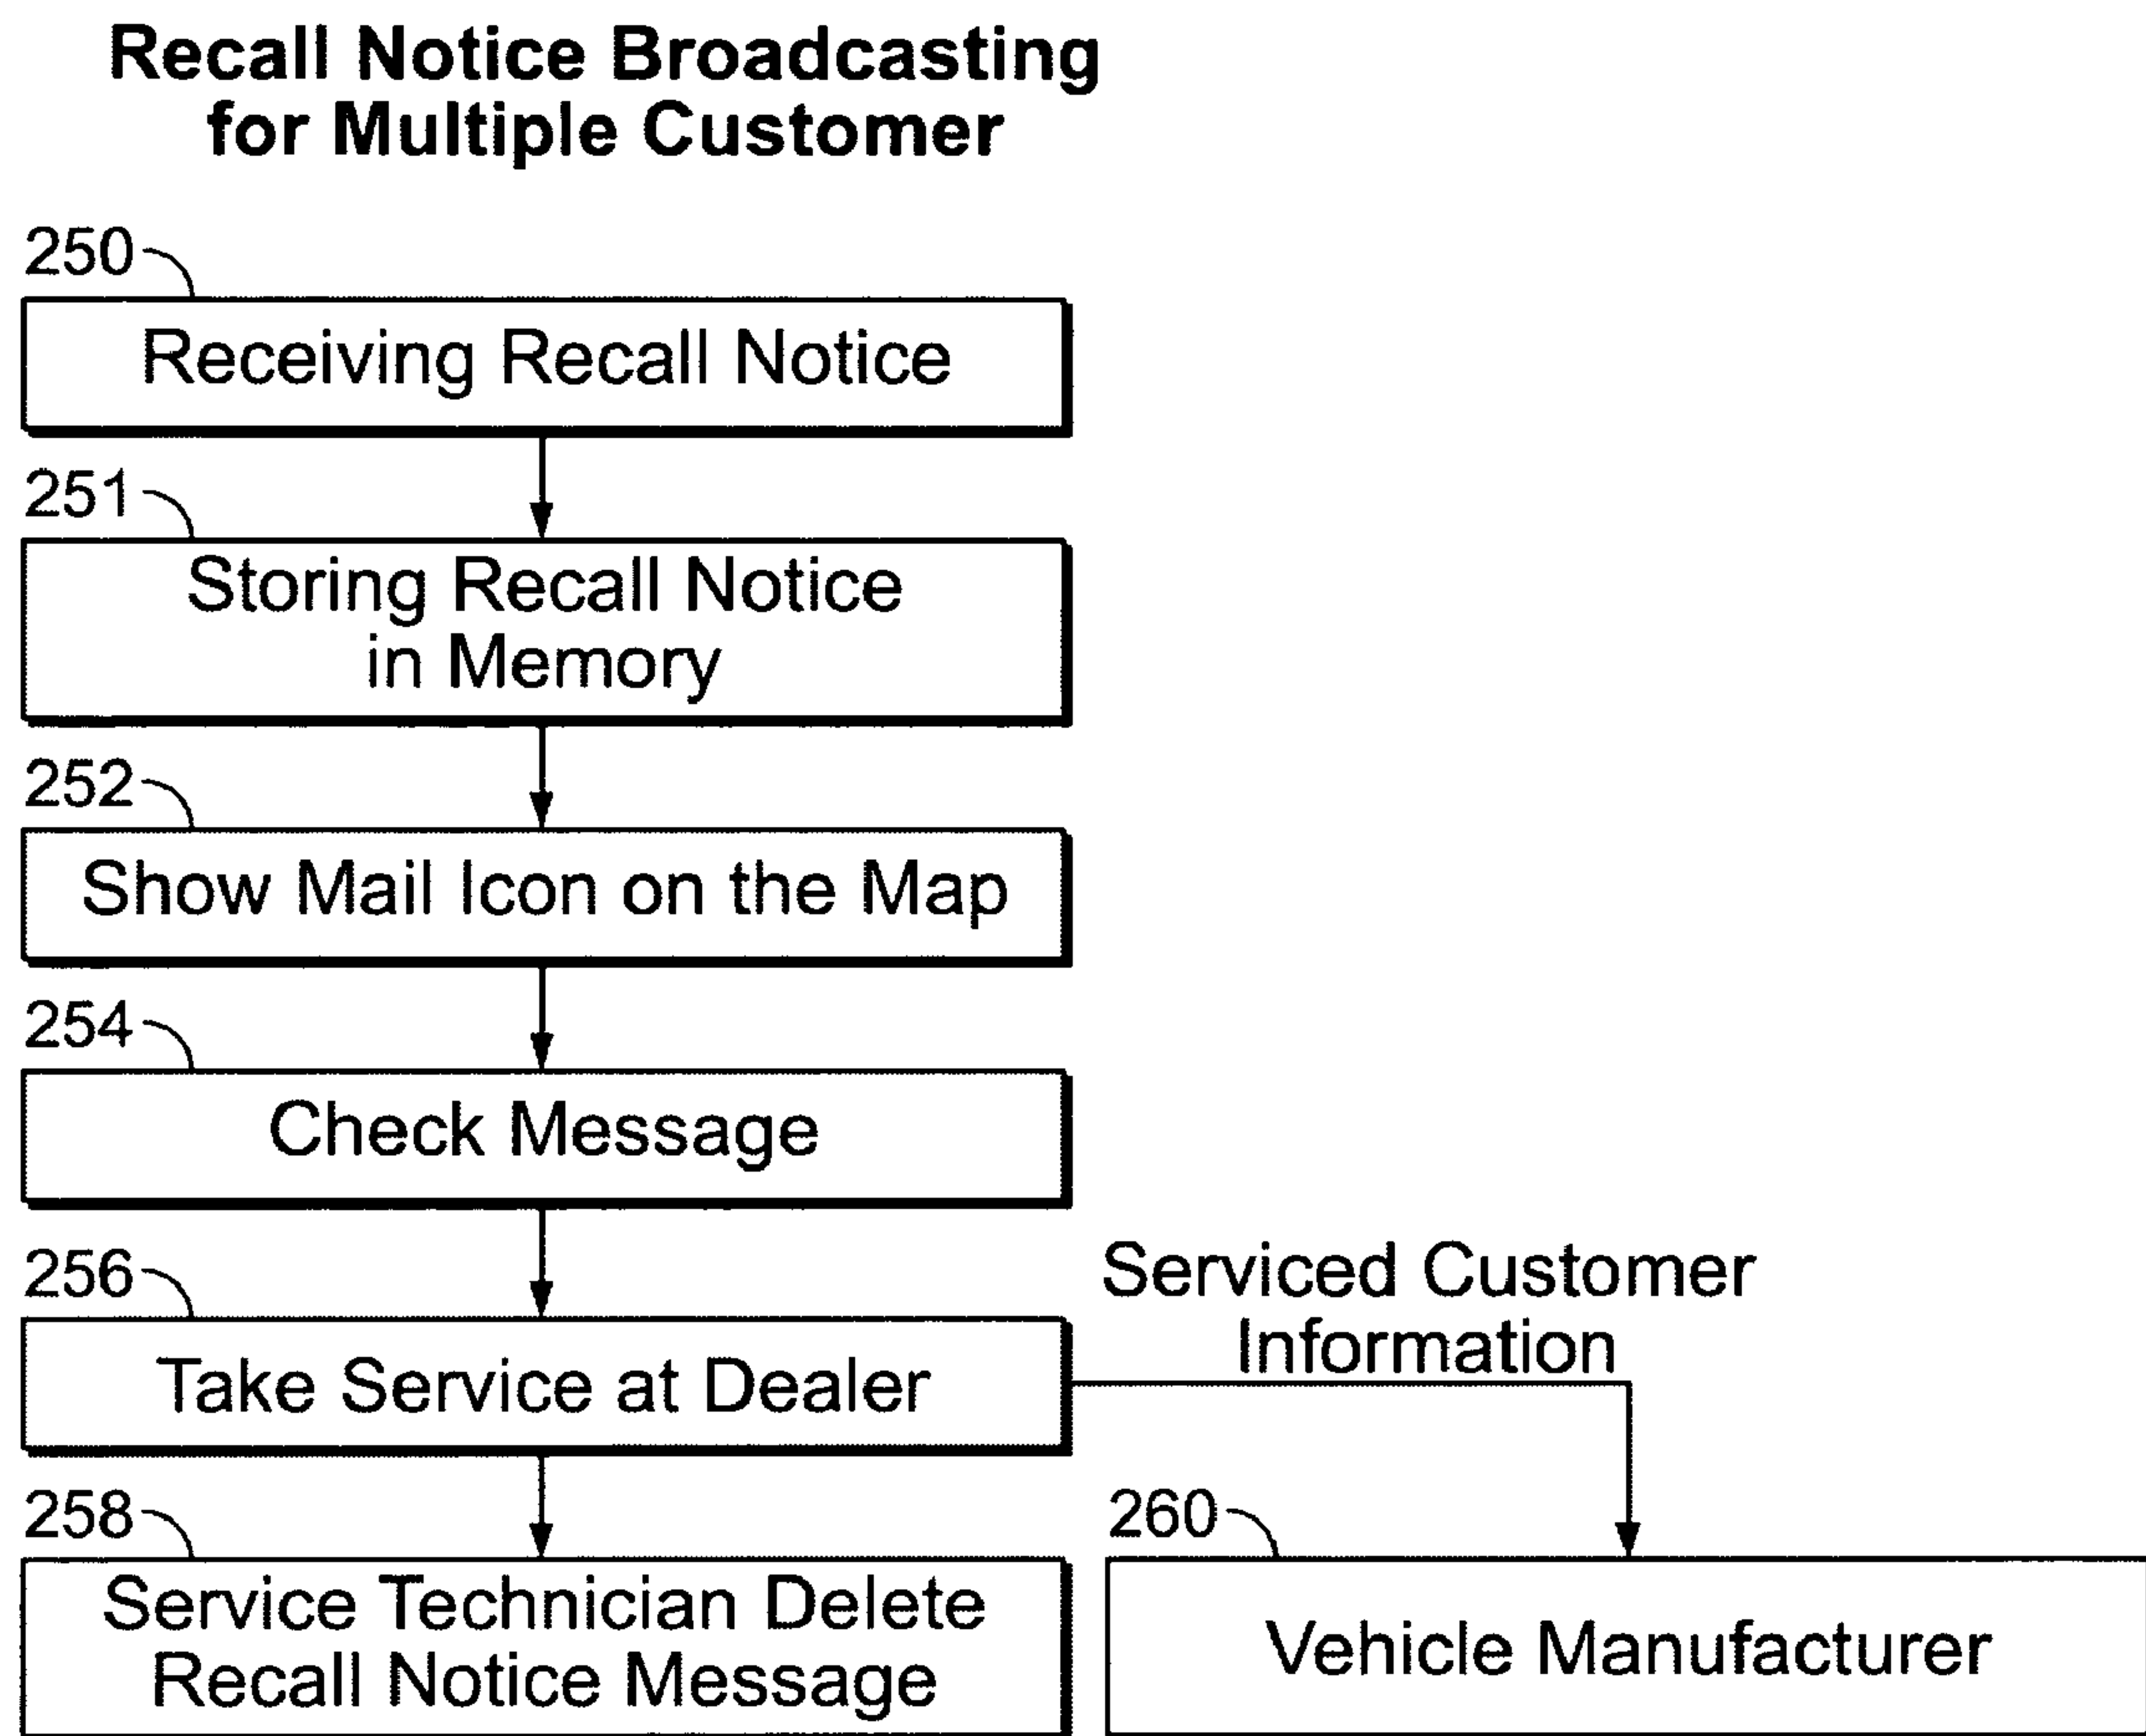 Recall Notice Broadcasting
for Multiple Customer
250
Receiving Recall Notice
251
Storing Recall Notice
in Memory
252
Show Mail Icon on the Map
254
Check Message
256
Take Service at Dealer
Serviced Customer
Information
258
Service Technician Delete
Recall Notice Message
260
Vehicle Manufacturer